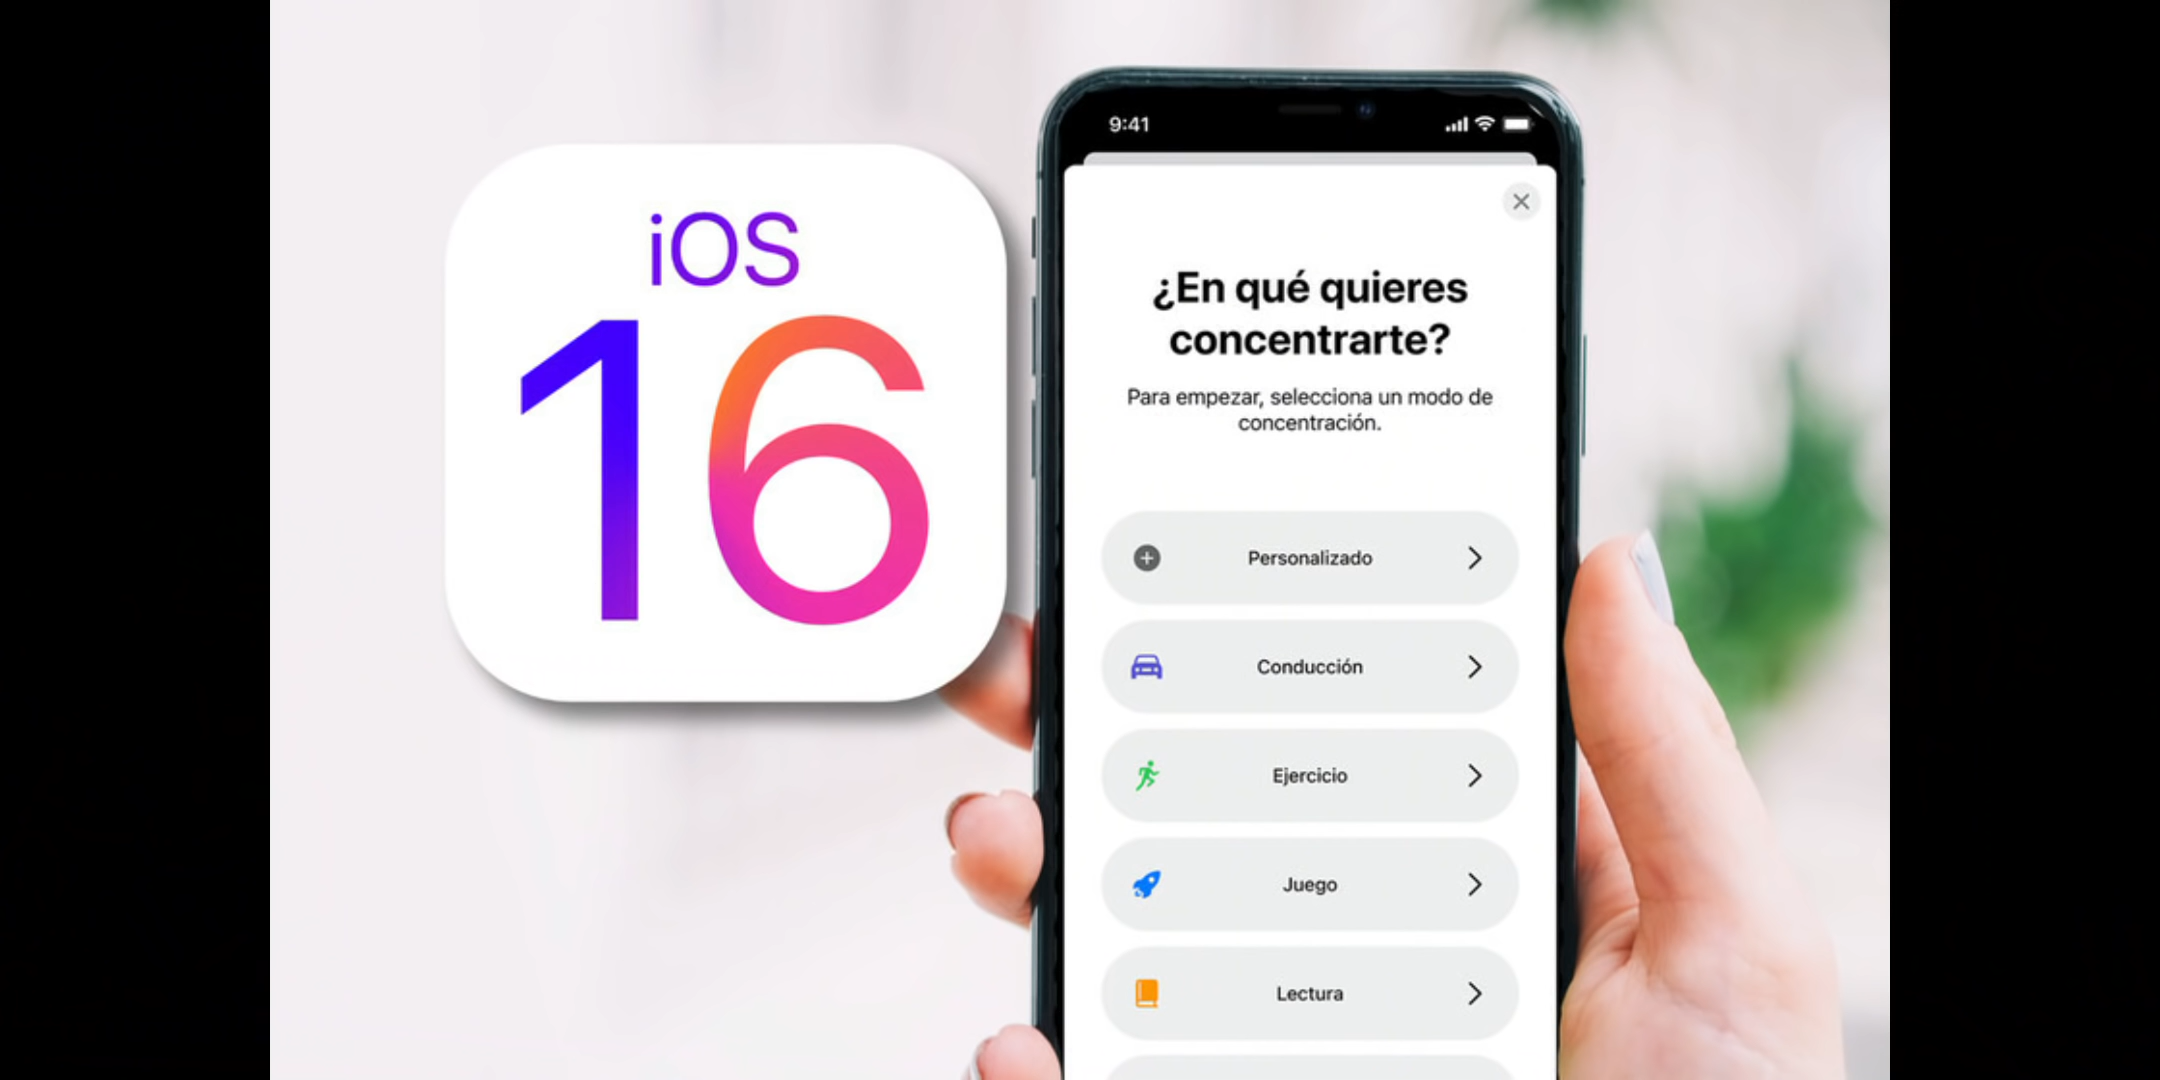 iOS
16
9:41
¿En qué quieres
concentrarte?
Para empezar, selecciona un modo de
concentración.
Personalizado
Conducción
Ejercicio
Juego
Lectura